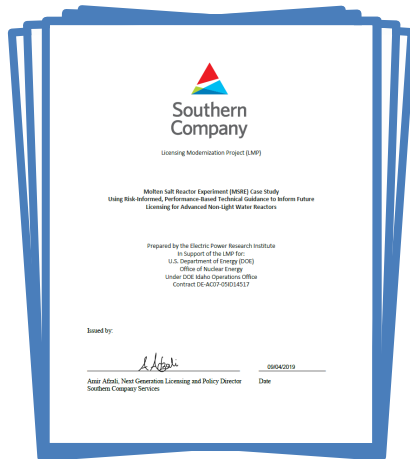 Southern
Company
Licensing Modernization Project (LMP)
Molten Salt Reactor Experiment (MSRE) Case Study
Using Risk-Informed, Performance-Based Technical Guidance to Inform Future
Licensing for Advanced Non-Light Water Reactors
Prepared by the Electric Power Research Institute
In Support of the LMP for:
U.S. Department of Energy (DOE)
Office of Nuclear Energy
Under DOE Idaho Operations Office
Contract DE-AC07-05ID14517
Issued by:
A Afzali
09/04/2019
Amir Afzali, Next Generation Licensing and Policy Director Date
Southern Company Services